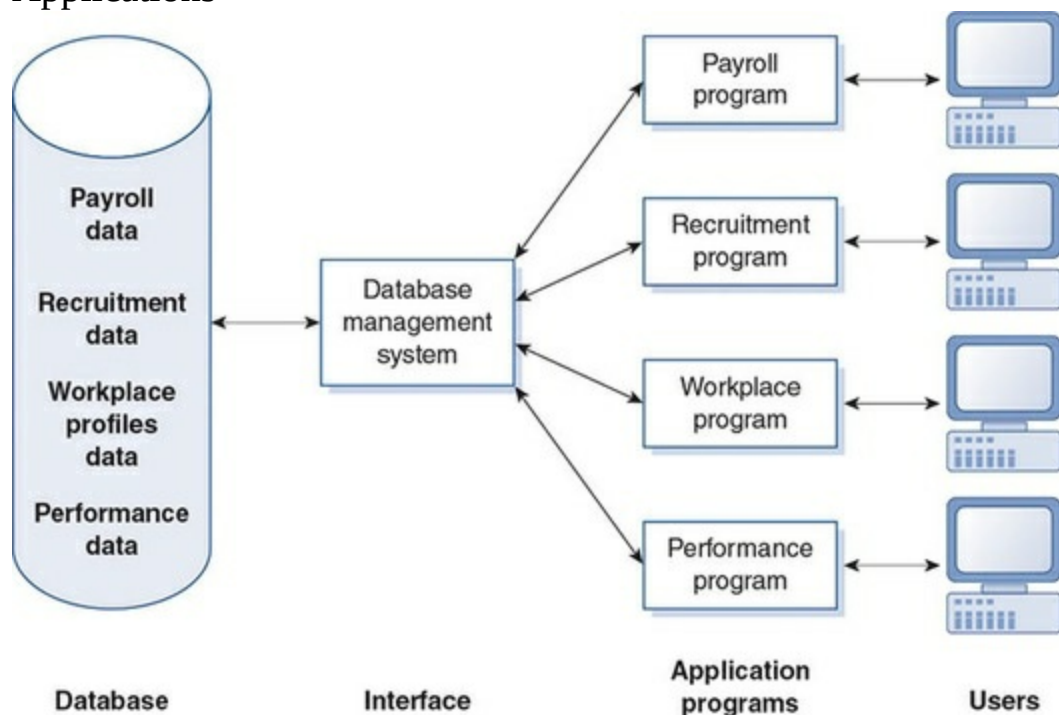 Applications
Payroll
data
Recruitment
data
Workplace
profiles
data
Performance
data
Database
management
system
Payroll
program
Recruitment
program
Workplace
program
Performance
program
Database
Interface
Application
programs
Users